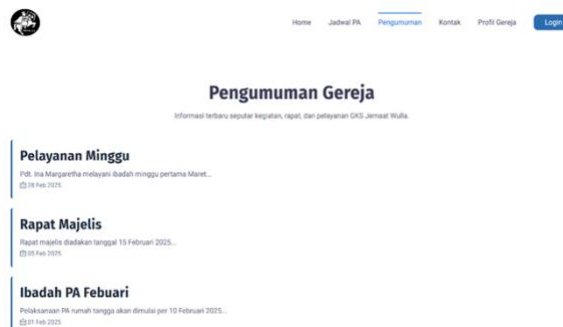 Home Jadwal PA Pengumuman Kontak Profil Gereja Login
Pengumuman Gereja
Informasi terbaru seputar kegiatan, rapat, dan pelayanan GKS Jemaat Wulla.
Pelayanan Minggu
Pdt. Ina Margaretha melayani ibadah minggu pertama Maret...
28 Feb 2025
Rapat Majelis
Rapat majelis diadakan tanggal 15 Februari 2025...
05 Feb 2025
Ibadah PA Febuari
Pelaksanaan PA rumah tangga akan dimulai per 10 Februari 2025...
01 Feb 2025